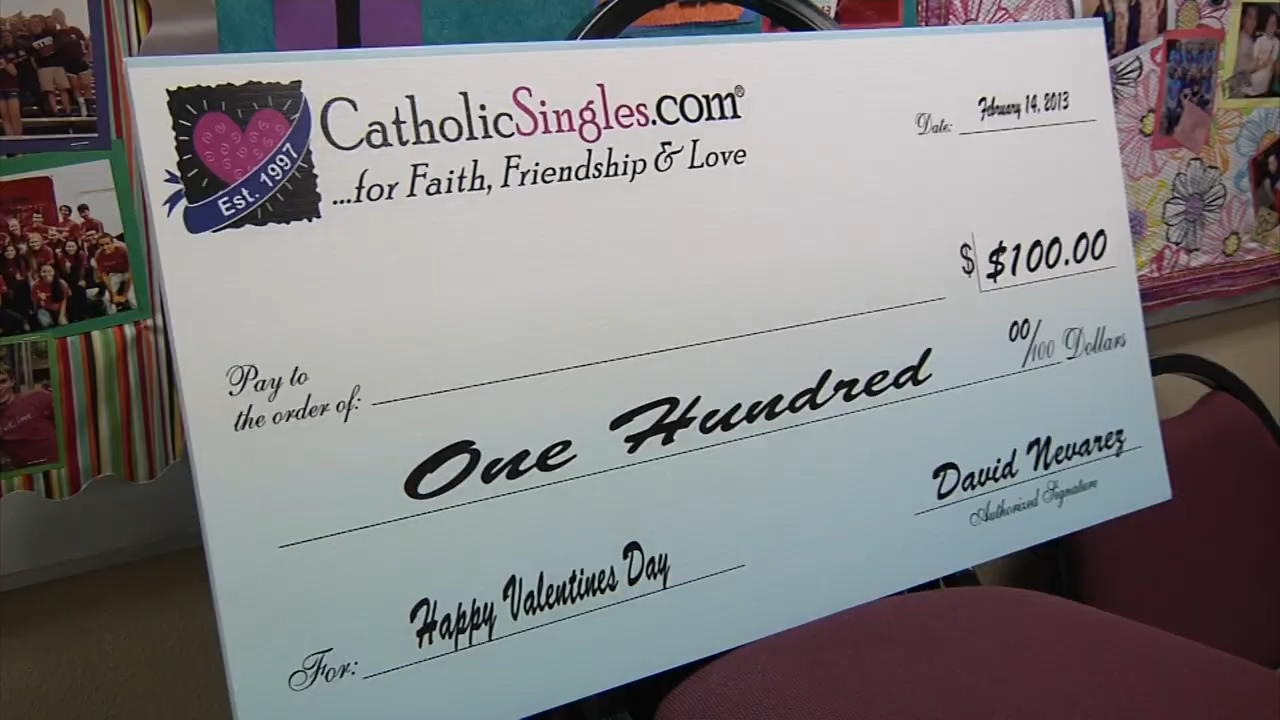 CatholicSingles.com®
...for Faith, Friendship & Love
Est. 1997
Date: February 14, 2013
$ $100.00
Pay to
the order of:
One Hundred 00/100 Dollars
David Nevarez
Authorized Signature
For: Happy Valentines Day